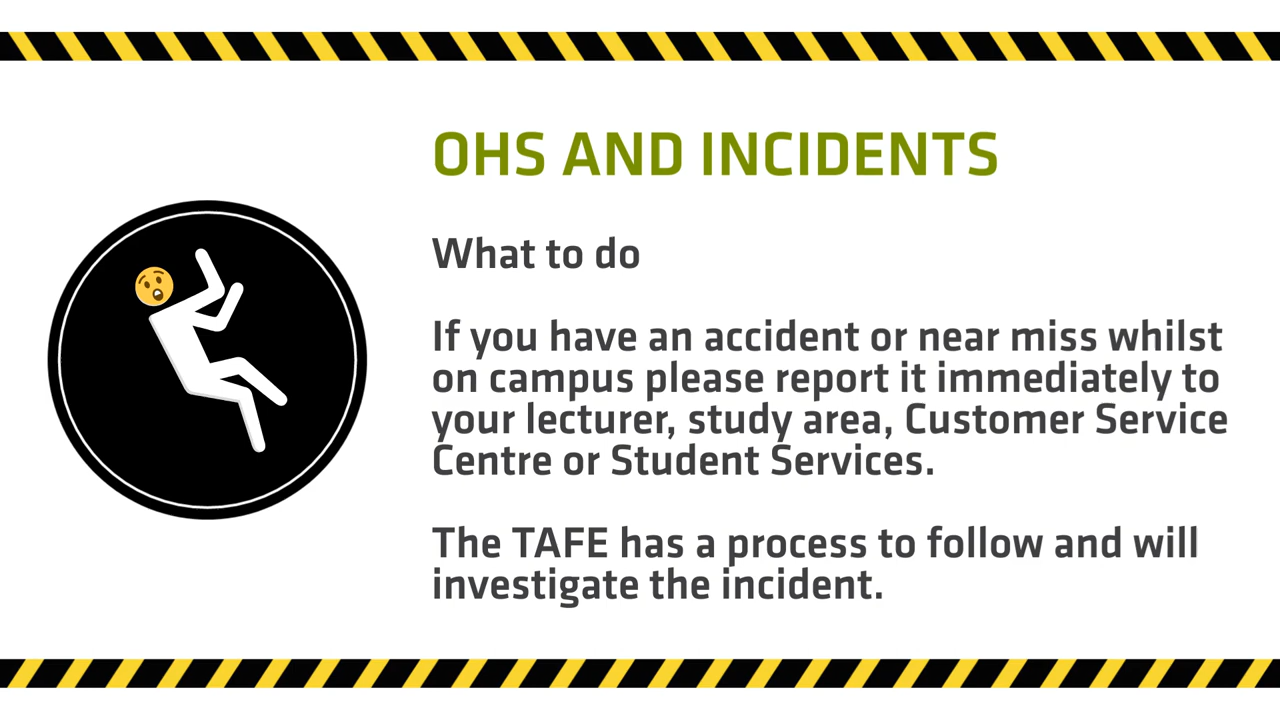 OHS AND INCIDENTS
What to do
If you have an accident or near miss whilst
on campus please report it immediately to
your lecturer, study area, Customer Service
Centre or Student Services.
The TAFE has a process to follow and will
investigate the incident.